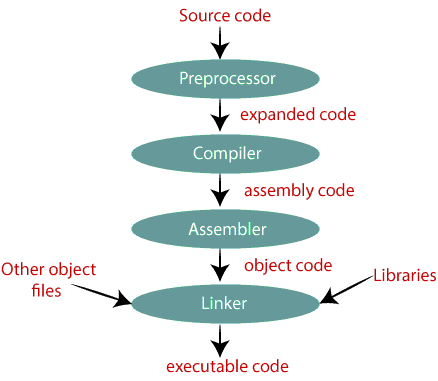 Source code
Preprocessor
expanded code
Compiler
assembly code
Assembler
object code
Other object
files
Libraries
Linker
executable code